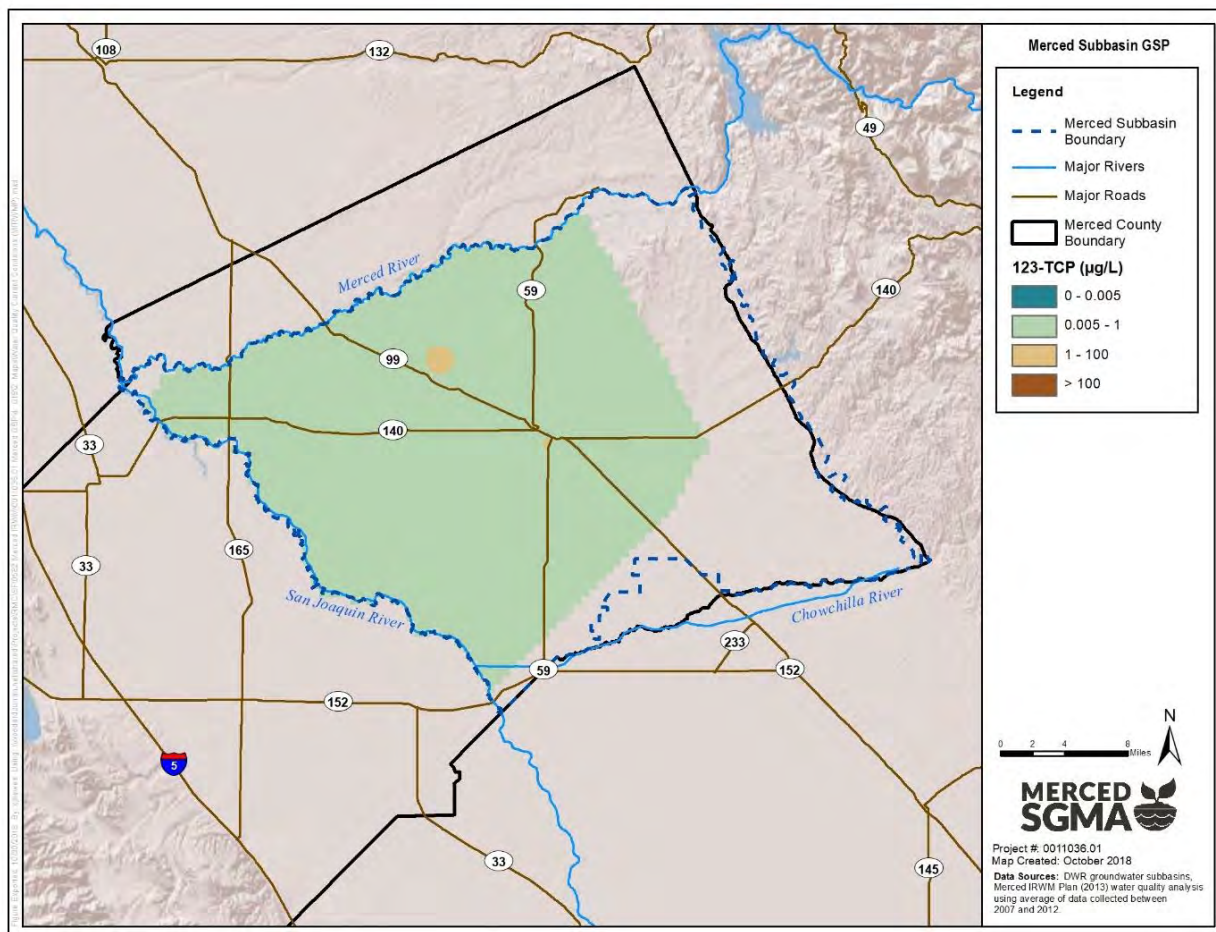 108
132
49
Merced River
59
140
99
140
33
165
33
San Joaquin River
Chowchilla River
233
59
152
152
5
33
145
Merced Subbasin GSP
Legend
Merced Subbasin
Boundary
Major Rivers
Major Roads
Merced County
Boundary
123-TCP (µg/L)
0 - 0.005
0.005 - 1
1 - 100
> 100
N
0 2 4 8
Miles
MERCED
SGMA
Project #: 0011036.01
Map Created: October 2018
Data Sources: DWR groundwater subbasins,
Merced IRWM Plan (2013) water quality analysis
using average of data collected between
2007 and 2012.